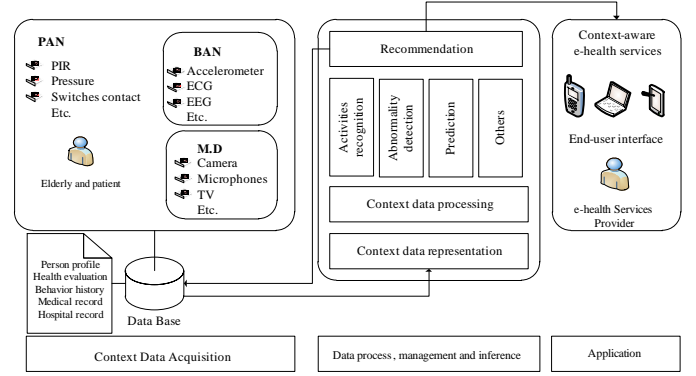 PAN
PIR
Pressure
Switches contact
Etc.
Elderly and patient
BAN
Accelerometer
ECG
EEG
Etc.
M.D
Camera
Microphones
TV
Etc.
Person profile
Health evaluation
Behavior history
Medical record
Hospital record
Data Base
Context Data Acquisition
Recommendation
Activities
recognition
Abnormality
detection
Prediction
Others
Context data processing
Context data representation
Data process , management and inference
Context-aware
e-health services
End-user interface
e-health Services
Provider
Application